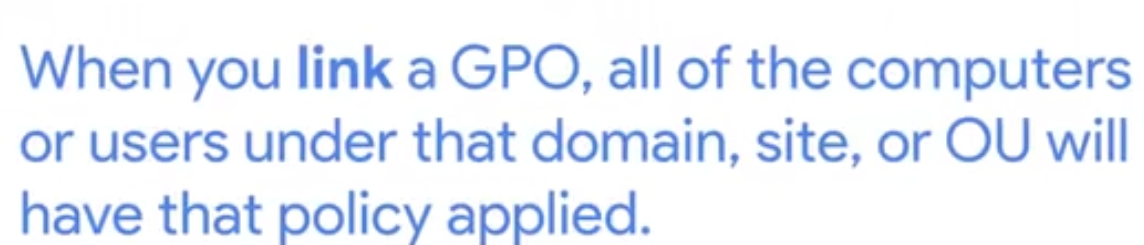 When you link a GPO, all of the computers
or users under that domain, site, or OU will
have that policy applied.